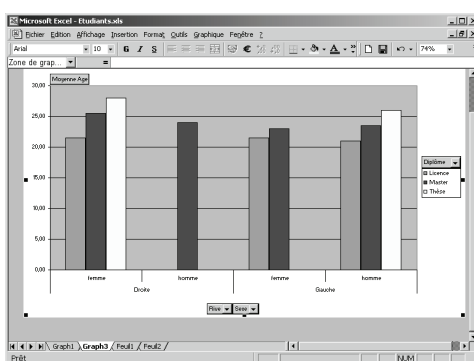 Microsoft Excel - Etudiants.xls
Fichier Edition Affichage Insertion Format Outils Graphique Fenêtre ?
Arial 10 G I S € 74%
Zone de grap... =
Moyenne Age
30,00
25,00
20,00
15,00
10,00
5,00
0,00
femme homme femme homme
Droite Gauche
Diplôme
Licence
Master
Thèse
Rive Sexe
Graph1 Graph3 Feuil1 Feuil2
Prêt NUM